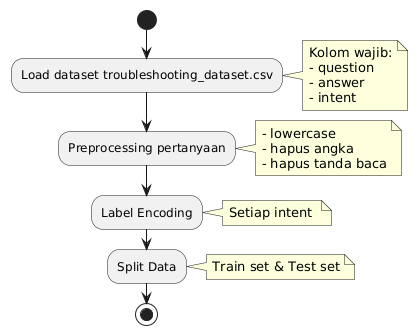 Load dataset troubleshooting_dataset.csv
Kolom wajib:
- question
- answer
- intent
Preprocessing pertanyaan
- lowercase
- hapus angka
- hapus tanda baca
Label Encoding
Setiap intent
Split Data
Train set & Test set